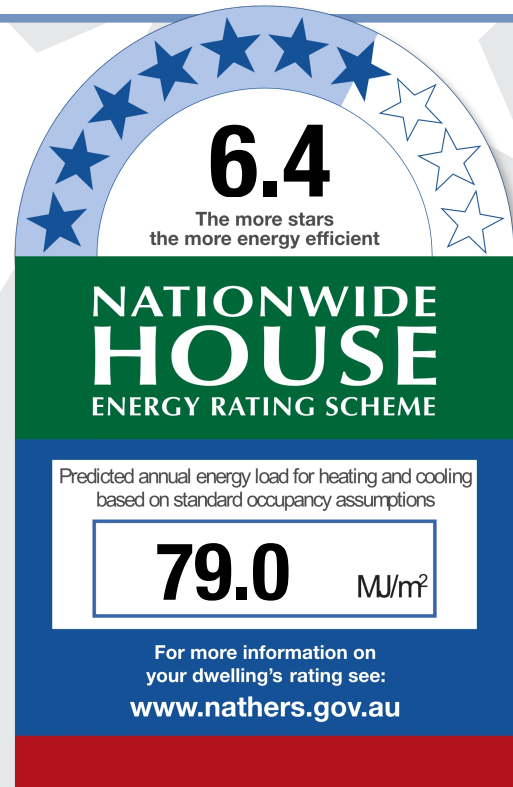 6.4
The more stars
the more energy efficient
NATIONWIDE
HOUSE
ENERGY RATING SCHEME
Predicted annual energy load for heating and cooling
based on standard occupancy assumptions
79.0 MJ/m²
For more information on
your dwelling's rating see:
www.nathers.gov.au